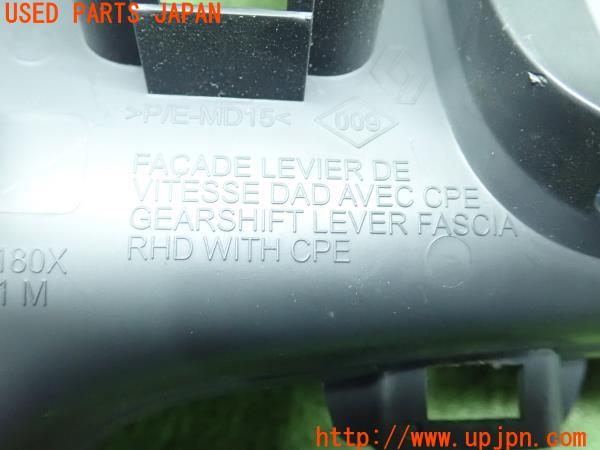 USED PARTS JAPAN
>P/E-MD15<
009
FAÇADE LEVIER DE
VITESSE DAD AVEC CPE
GEARSHIFT LEVER FASCIA
RHD WITH CPE
180X
1 M
http://www.upjpn.com/